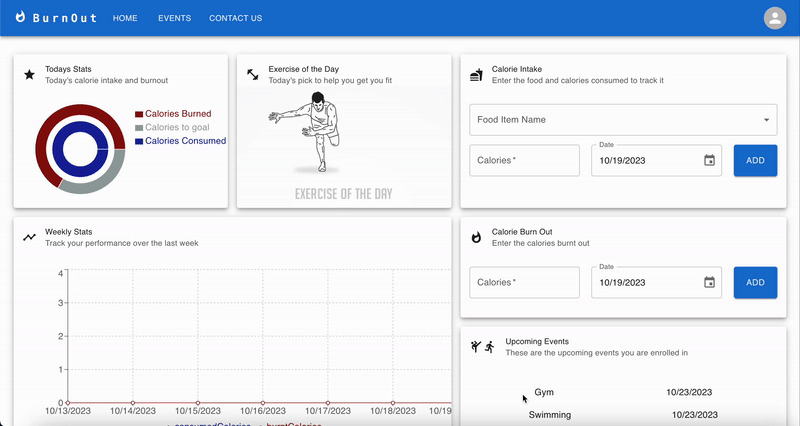 BurnOut HOME EVENTS CONTACT US
Todays Stats
Today's calorie intake and burnout
Calories Burned
Calories to goal
Calories Consumed
Exercise of the Day
Today's pick to help you get you fit
EXERCISE OF THE DAY
Calorie Intake
Enter the food and calories consumed to track it
Food Item Name
Calories *
Date
10/19/2023
ADD
Weekly Stats
Track your performance over the last week
4
3
2
1
0
10/13/2023 10/14/2023 10/15/2023 10/16/2023 10/17/2023 10/18/2023 10/19
consumedCalories burntCalories
Calorie Burn Out
Enter the calories burnt out
Calories *
Date
10/19/2023
ADD
Upcoming Events
These are the upcoming events you are enrolled in
Gym 10/23/2023
Swimming 10/23/2023